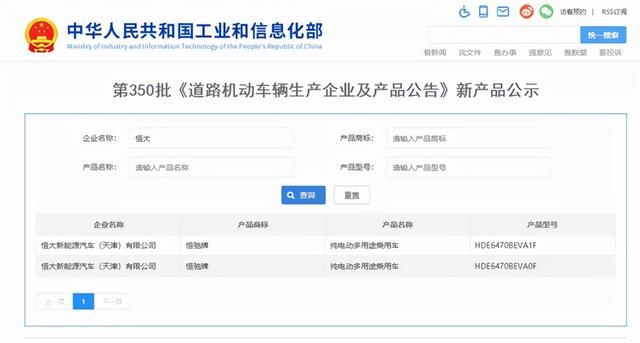 访客预约 | RSS订阅
中华人民共和国工业和信息化部
Ministry of Industry and Information Technology of the People's Republic of China
统一搜索
看新闻 找文件 查办事 提意见 查数据 要投诉
第350批《道路机动车辆生产企业及产品公告》新产品公示
企业名称: 恒大 产品商标: 请输入产品商标
产品名称: 请输入产品名称 产品型号: 请输入产品型号
查询 重置
企业名称 产品商标 产品名称 产品型号
恒大新能源汽车（天津）有限公司 恒驰牌 纯电动多用途乘用车 HDE6470BEVA1F
恒大新能源汽车（天津）有限公司 恒驰牌 纯电动多用途乘用车 HDE6470BEVA0F
上一页 1 下一页